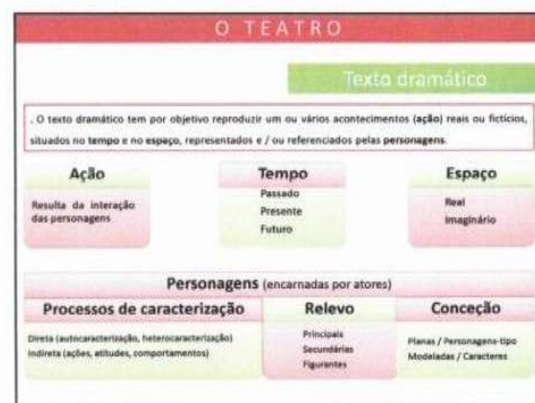 O TEATRO
Texto dramático
. O texto dramático tem por objetivo reproduzir um ou vários acontecimentos (ação) reais ou fictícios,
situados no tempo e no espaço, representados e / ou referenciados pelas personagens.
Ação
Resulta da interação
das personagens
Tempo
Passado
Presente
Futuro
Espaço
Real
Imaginário
Personagens (encarnadas por atores)
Processos de caracterização
Direta (autocaracterização, heterocaracterização)
Indireta (ações, atitudes, comportamentos)
Relevo
Principais
Secundárias
Figurantes
Conceção
Planas / Personagens-tipo
Modeladas / Caracteres